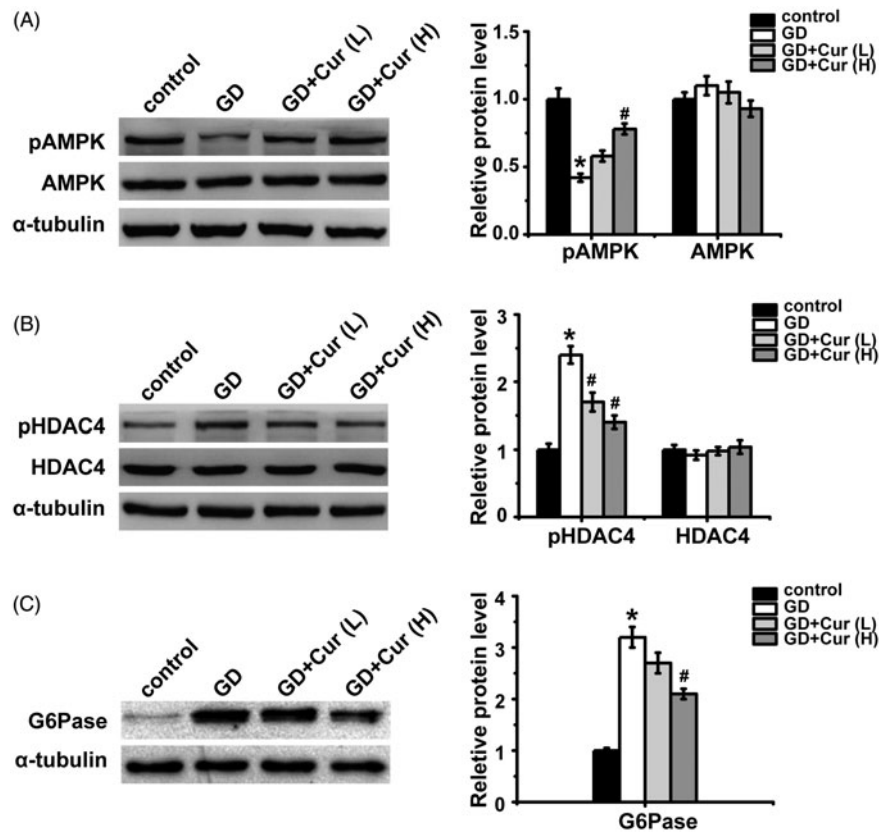 (A)
control
GD
GD+Cur (L)
GD+Cur (H)
pAMPK
AMPK
α-tubulin
Reletive protein level
1.5
1.0
0.5
0.0
*
#
pAMPK
AMPK
control
GD
GD+Cur (L)
GD+Cur (H)
(B)
control
GD
GD+Cur (L)
GD+Cur (H)
pHDAC4
HDAC4
α-tubulin
Reletive protein level
3
2
1
0
*
#
#
pHDAC4
HDAC4
control
GD
GD+Cur (L)
GD+Cur (H)
(C)
control
GD
GD+Cur (L)
GD+Cur (H)
G6Pase
α-tubulin
Reletive protein level
4
3
2
1
0
*
#
G6Pase
control
GD
GD+Cur (L)
GD+Cur (H)